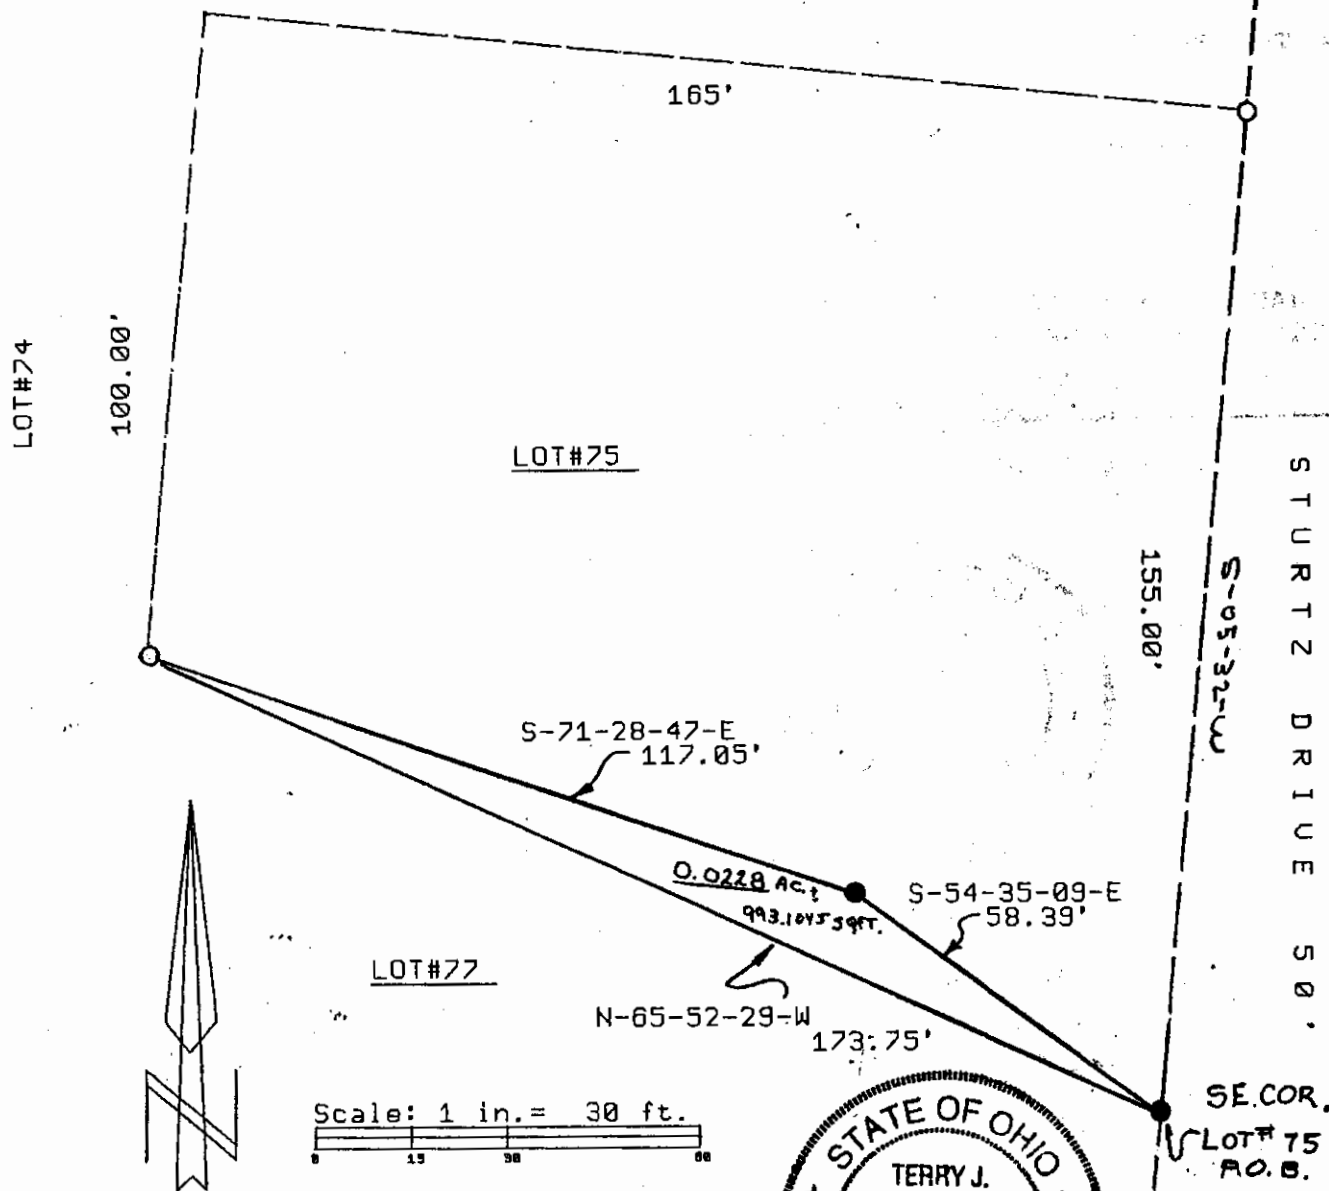 165'
LOT#74
100.00'
LOT#75
155.00'
S-05-32-W
STURTZ DRIVE 50'
S-71-28-47-E
117.05'
0.0228 AC.±
993.1045 SQFT.
S-54-35-09-E
58.39'
LOT#77
N-65-52-29-W
173.75'
Scale: 1 in.= 30 ft.
0 15 30 60
SE.COR.
LOT# 75
P.O.B.
STATE OF OHIO
TERRY J.